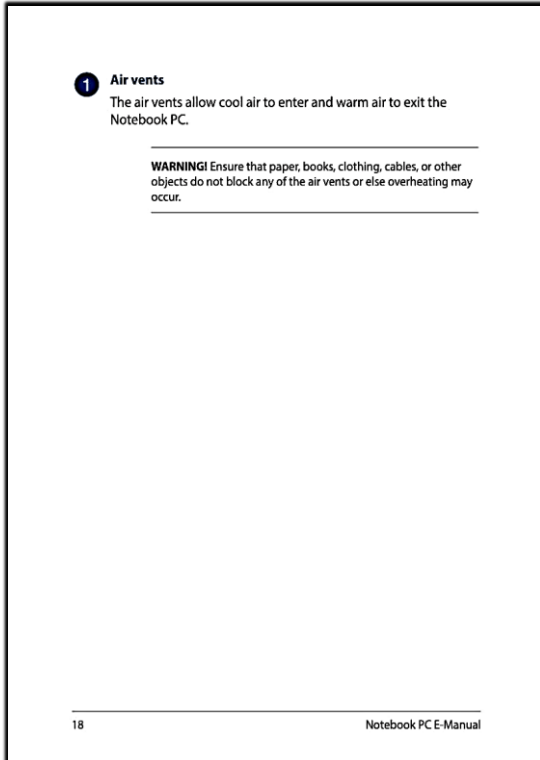 1 Air vents
The air vents allow cool air to enter and warm air to exit the
Notebook PC.
WARNING! Ensure that paper, books, clothing, cables, or other
objects do not block any of the air vents or else overheating may
occur.
18 Notebook PC E-Manual